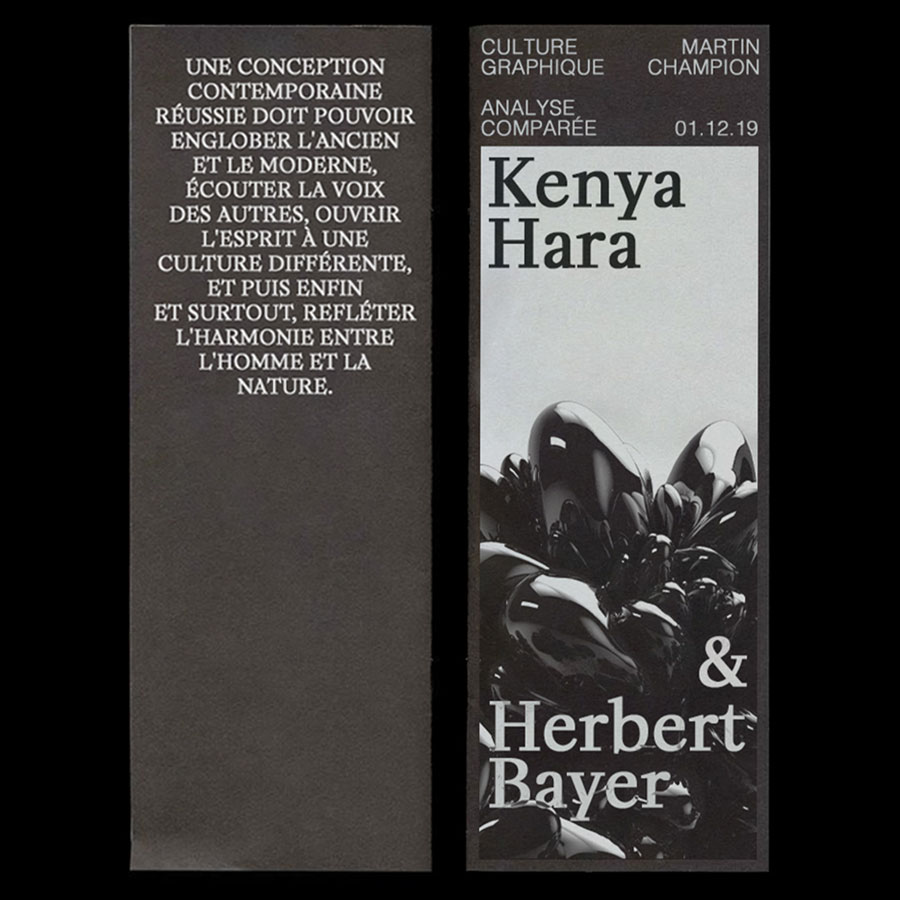 UNE CONCEPTION
CONTEMPORAINE
RÉUSSIE DOIT POUVOIR
ENGLOBER L'ANCIEN
ET LE MODERNE,
ÉCOUTER LA VOIX
DES AUTRES, OUVRIR
L'ESPRIT À UNE
CULTURE DIFFÉRENTE,
ET PUIS ENFIN
ET SURTOUT, REFLÉTER
L'HARMONIE ENTRE
L'HOMME ET LA
NATURE.
CULTURE
GRAPHIQUE
MARTIN
CHAMPION
ANALYSE
COMPARÉE
01.12.19
Kenya
Hara
&
Herbert
Bayer